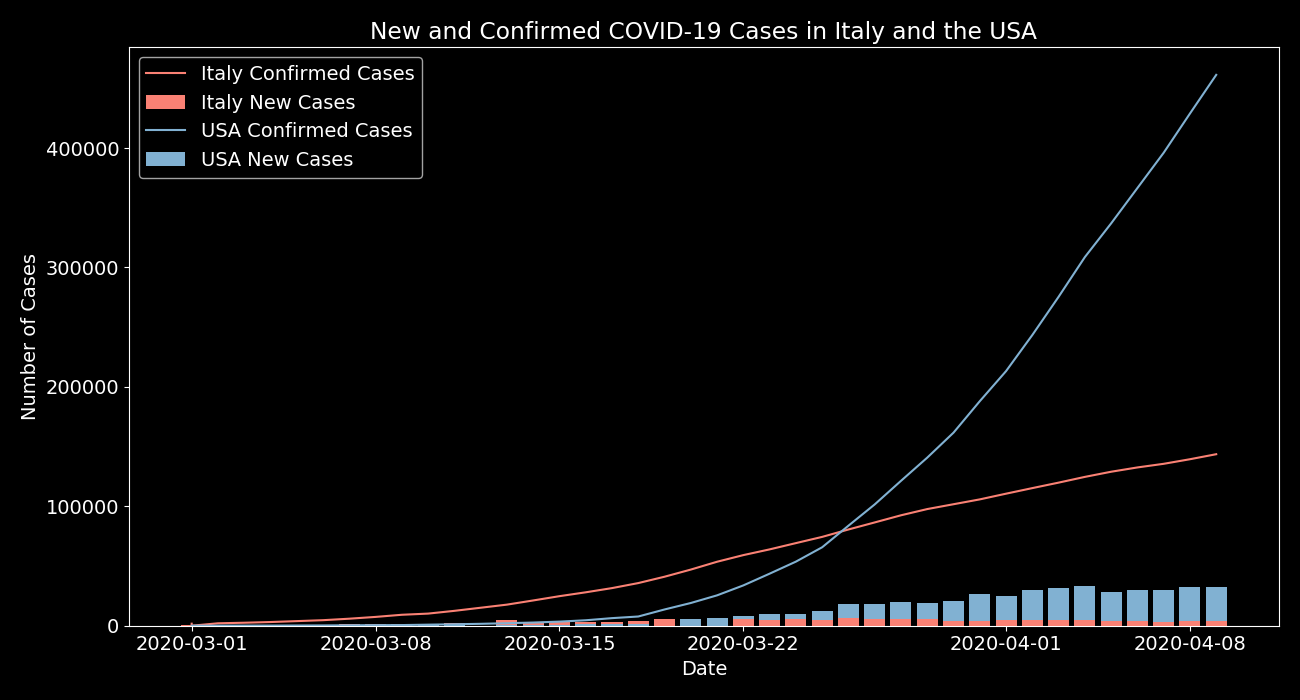 New and Confirmed COVID-19 Cases in Italy and the USA
Italy Confirmed Cases
Italy New Cases
USA Confirmed Cases
USA New Cases
400000
300000
200000
100000
0
Number of Cases
2020-03-01
2020-03-08
2020-03-15
2020-03-22
2020-04-01
2020-04-08
Date